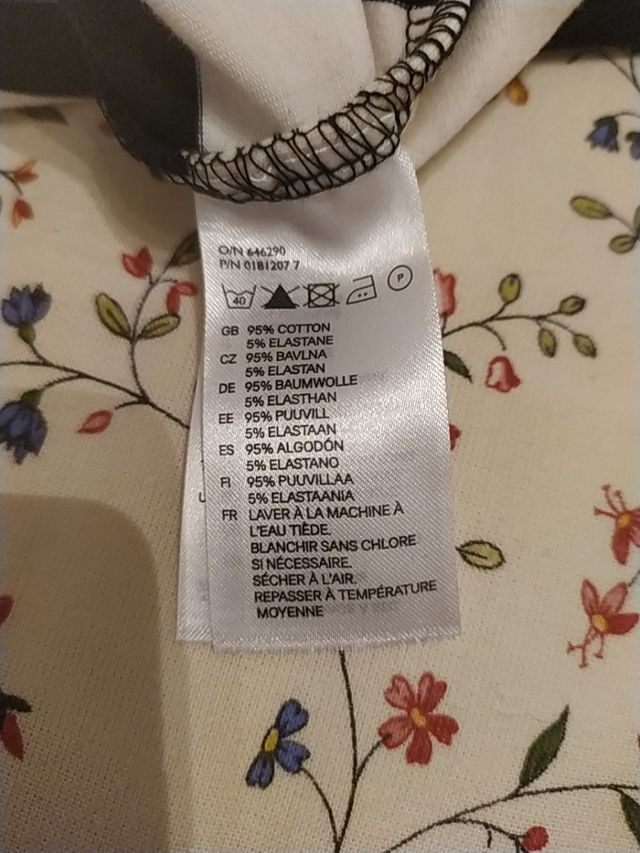 O/N 646290
P/N 0181207 7
40 P
GB 95% COTTON
5% ELASTANE
CZ 95% BAVLNA
5% ELASTAN
DE 95% BAUMWOLLE
5% ELASTHAN
EE 95% PUUVILL
5% ELASTAAN
ES 95% ALGODÓN
5% ELASTANO
FI 95% PUUVILLAA
5% ELASTAANIA
FR LAVER À LA MACHINE À
L'EAU TIÈDE.
BLANCHIR SANS CHLORE
SI NÉCESSAIRE.
SÉCHER À L'AIR.
REPASSER À TEMPÉRATURE
MOYENNE